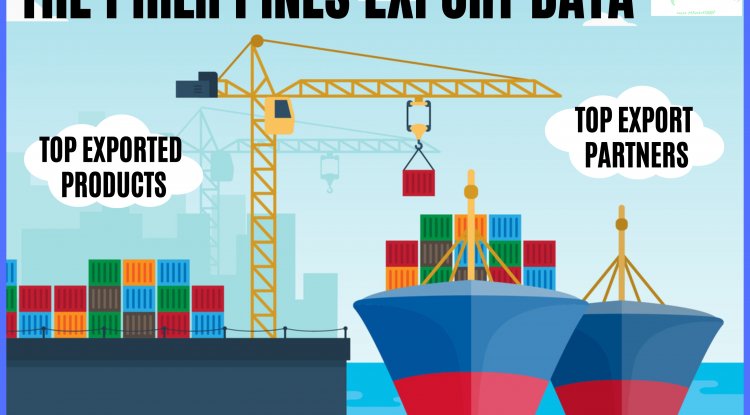 THE PHILIPPINES EXPORT DATA
TOP EXPORTED
PRODUCTS
TOP EXPORT
PARTNERS